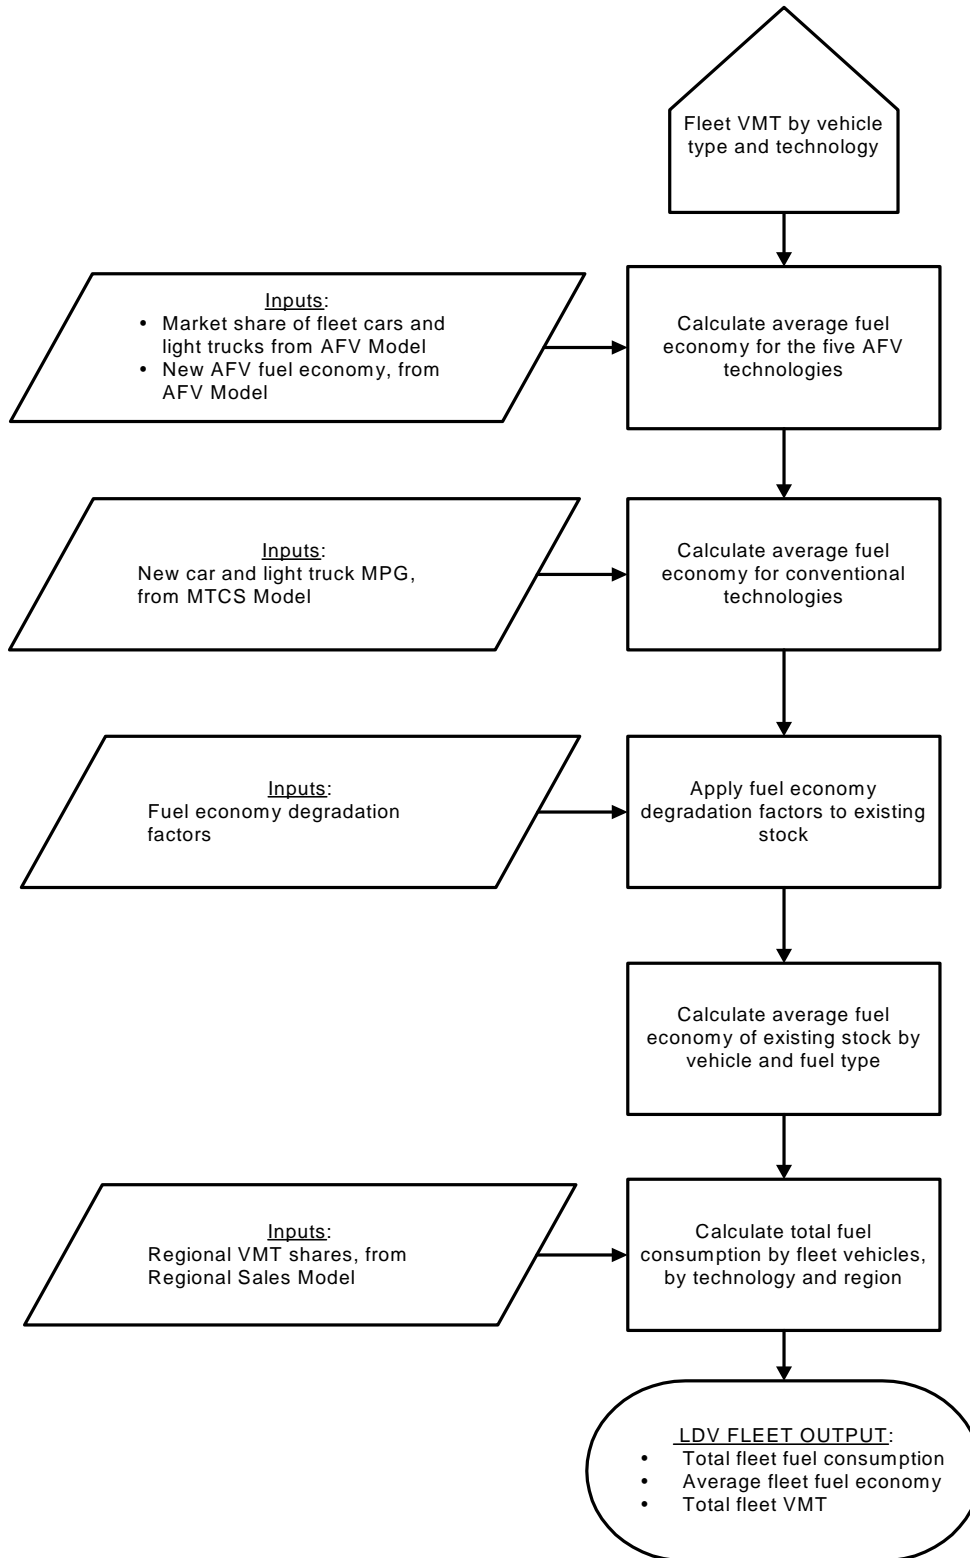 Fleet VMT by vehicle
type and technology
Inputs:
• Market share of fleet cars and
light trucks from AFV Model
• New AFV fuel economy, from
AFV Model
Calculate average fuel
economy for the five AFV
technologies
Inputs:
New car and light truck MPG,
from MTCS Model
Calculate average fuel
economy for conventional
technologies
Inputs:
Fuel economy degradation
factors
Apply fuel economy
degradation factors to existing
stock
Calculate average fuel
economy of existing stock by
vehicle and fuel type
Inputs:
Regional VMT shares, from
Regional Sales Model
Calculate total fuel
consumption by fleet vehicles,
by technology and region
LDV FLEET OUTPUT:
• Total fleet fuel consumption
• Average fleet fuel economy
• Total fleet VMT